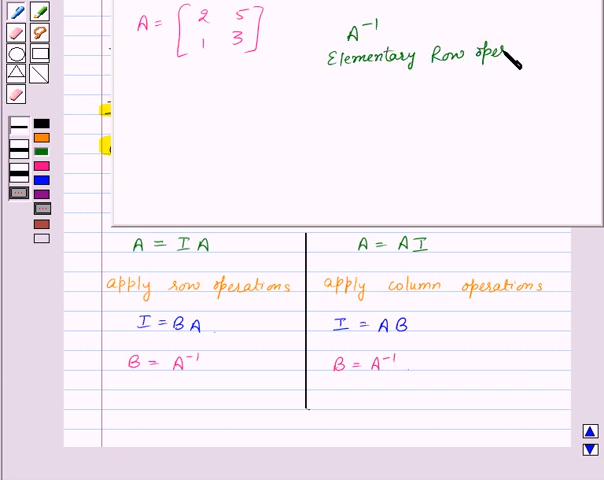 A = [ 2 5
1 3 ]
A⁻¹
Elementary Row oper
A = I A
A = A I
apply row operations
apply column operations
I = B A
I = A B
B = A⁻¹
B = A⁻¹.